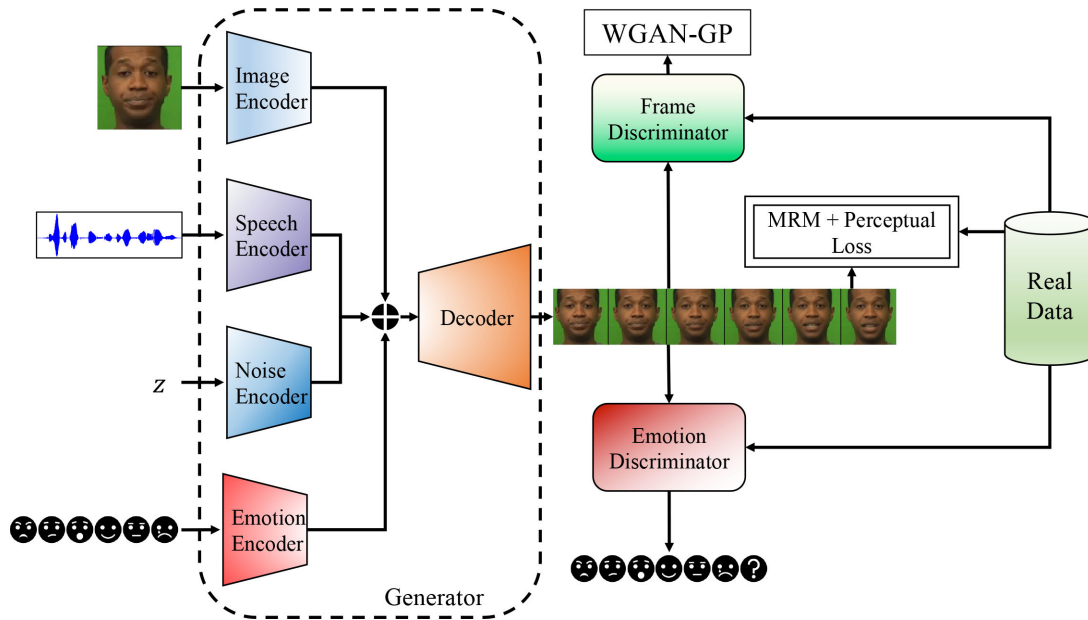 Image
Encoder
Speech
Encoder
z
Noise
Encoder
Emotion
Encoder
Generator
Decoder
WGAN-GP
Frame
Discriminator
MRM + Perceptual
Loss
Real
Data
Emotion
Discriminator
?